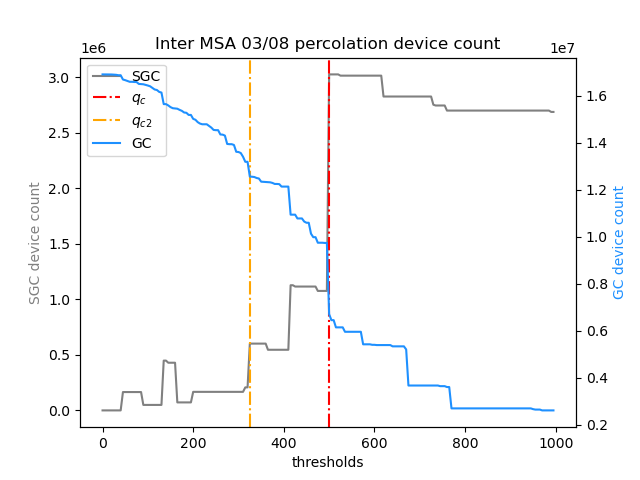 Inter MSA 03/08 percolation device count
1e6
1e7
SGC
q_c
q_c2
GC
3.0
2.5
2.0
1.5
1.0
0.5
0.0
SGC device count
1.6
1.4
1.2
1.0
0.8
0.6
0.4
0.2
GC device count
0 200 400 600 800 1000
thresholds